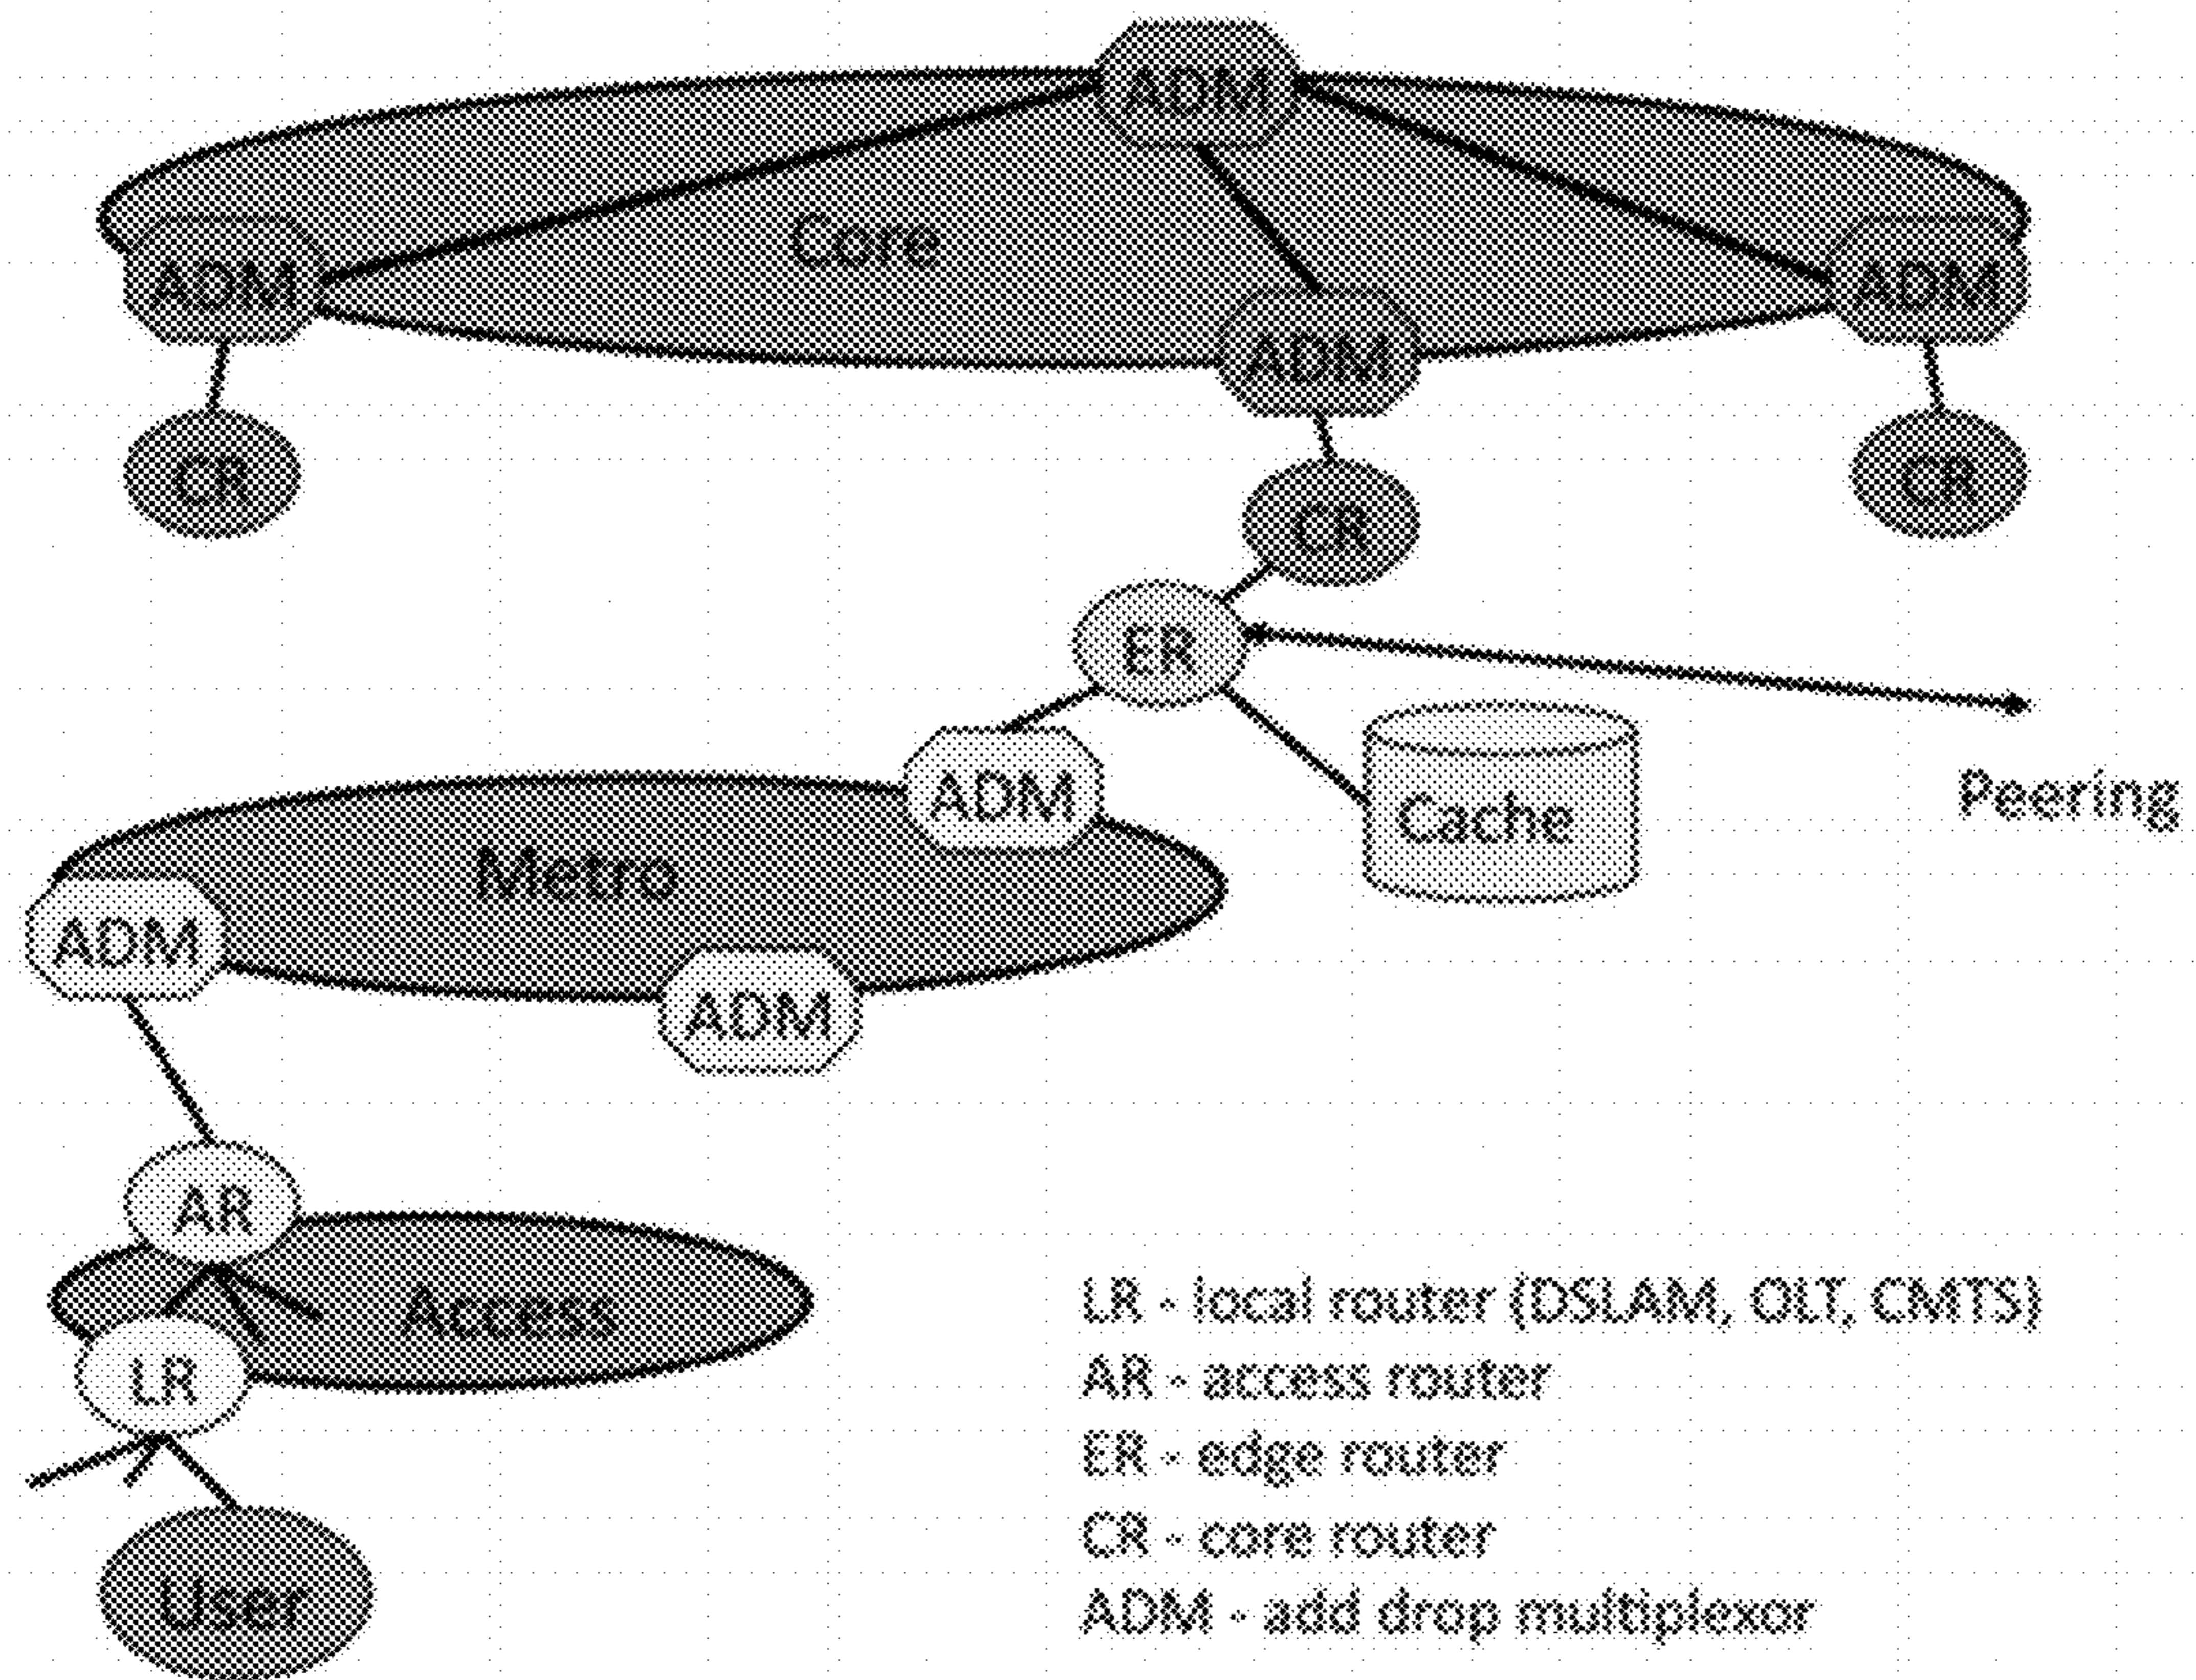 ADM
Core
ADM
ADM
ADM
CR
CR
CR
ER
ADM
Cache
Peering
Metro
ADM
ADM
AR
Access
LR
User
LR - local router (DSLAM, OLT, CMTS)
AR - access router
ER - edge router
CR - core router
ADM - add drop multiplexor